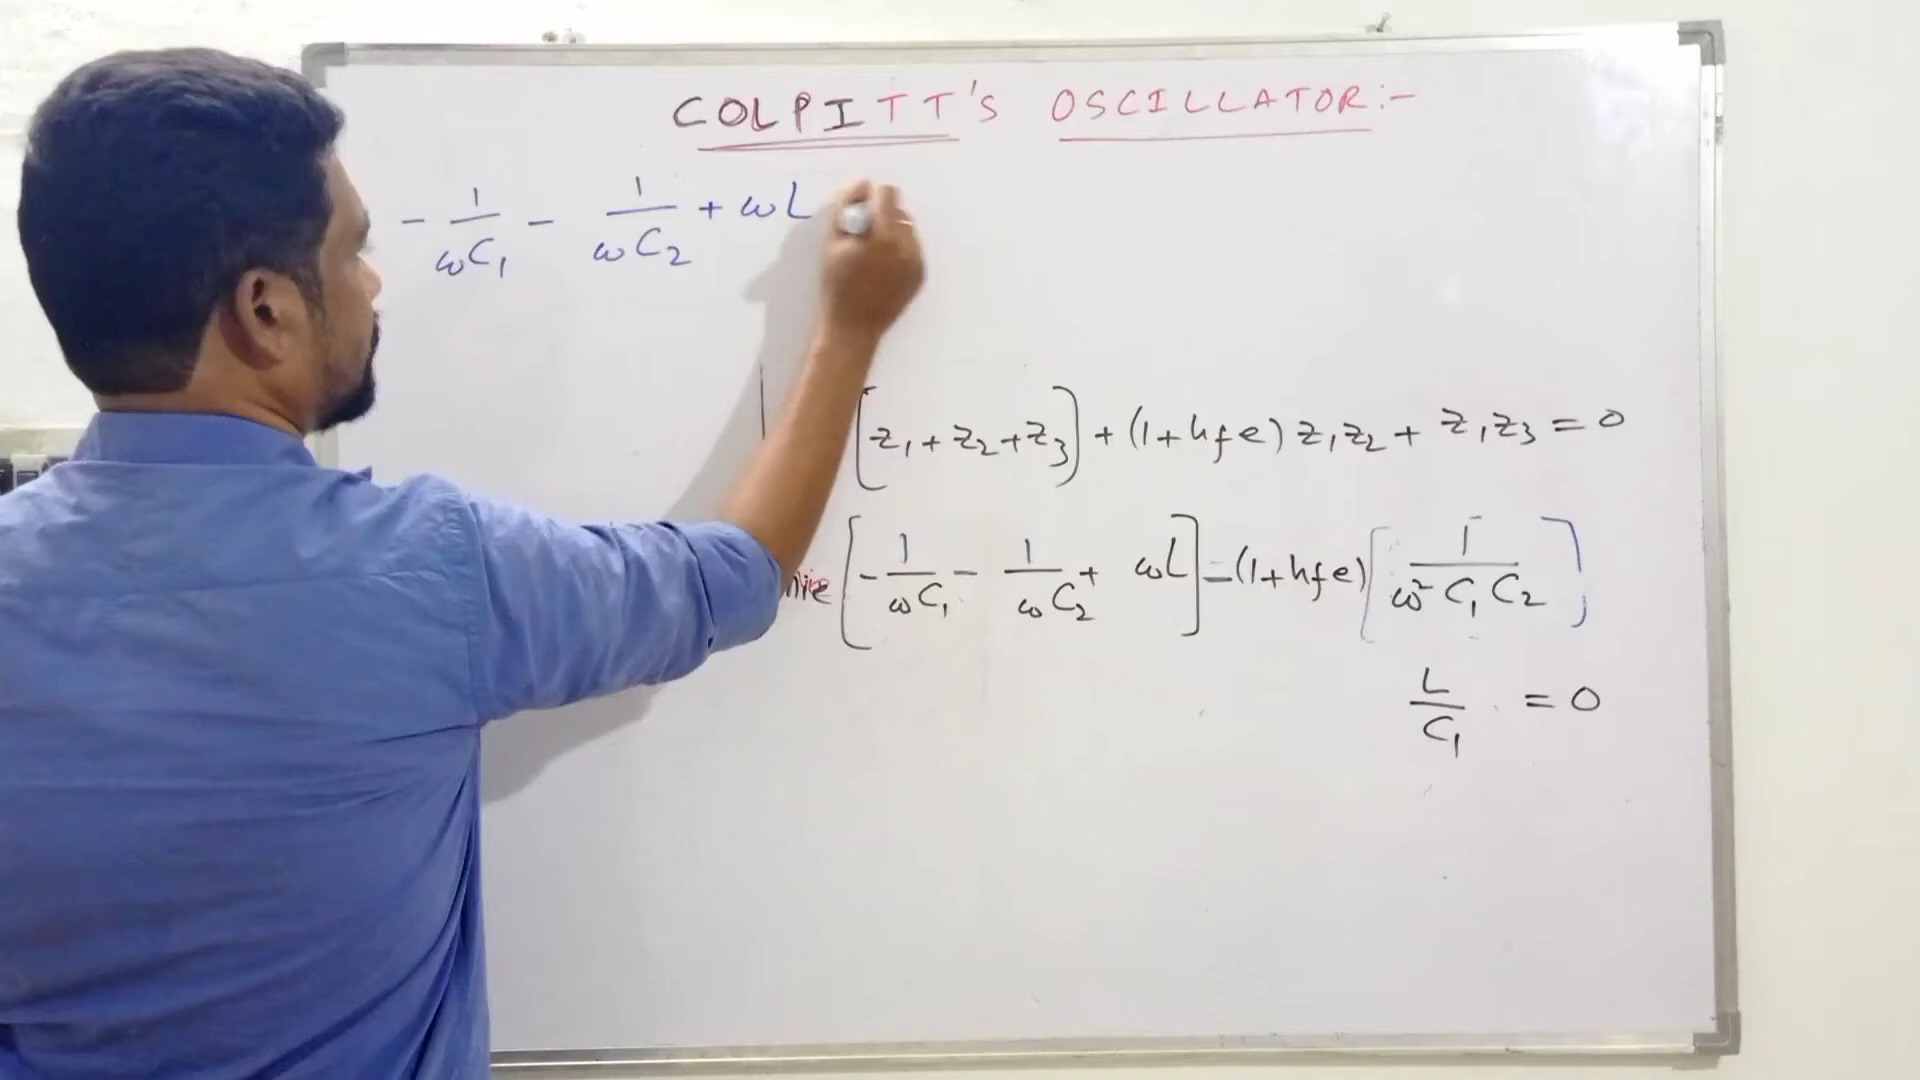 COLPITT'S OSCILLATOR:-
- 1/ωC₁ - 1/ωC₂ + ωL
[z₁ + z₂ + z₃] + (1+hfe) z₁z₂ + z₁z₃ = 0
hie [- 1/ωC₁ - 1/ωC₂ + ωL] - (1+hfe) [1/ω²C₁C₂]
L/C₁ = 0